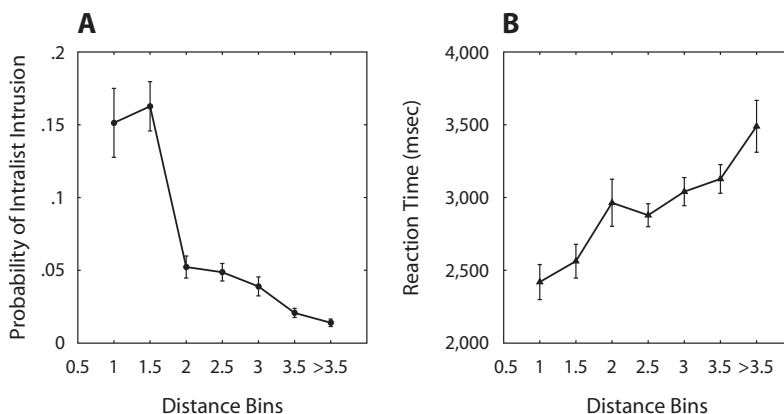 A
Probability of Intralist Intrusion
.2
.15
.1
.05
0
0.5 1 1.5 2 2.5 3 3.5 >3.5
Distance Bins
B
Reaction Time (msec)
4,000
3,500
3,000
2,500
2,000
0.5 1 1.5 2 2.5 3 3.5 >3.5
Distance Bins